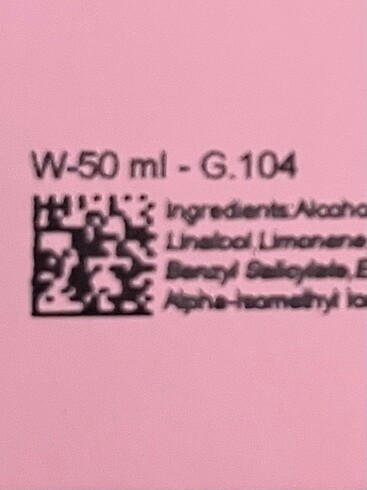 W-50 ml - G.104
Ingredients:Alcoho
Linalool,Limonene,
Benzyl Salicylate,E
Alpha-Isomethyl Io